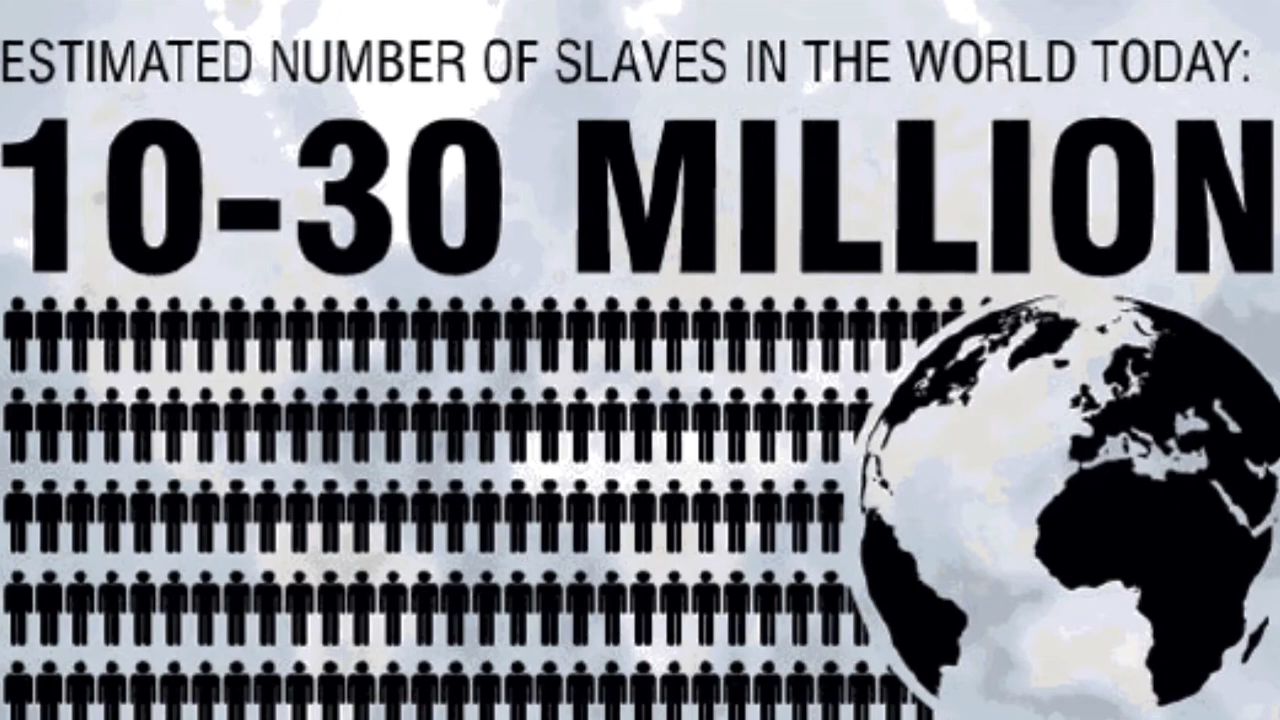 ESTIMATED NUMBER OF SLAVES IN THE WORLD TODAY:
10-30 MILLION